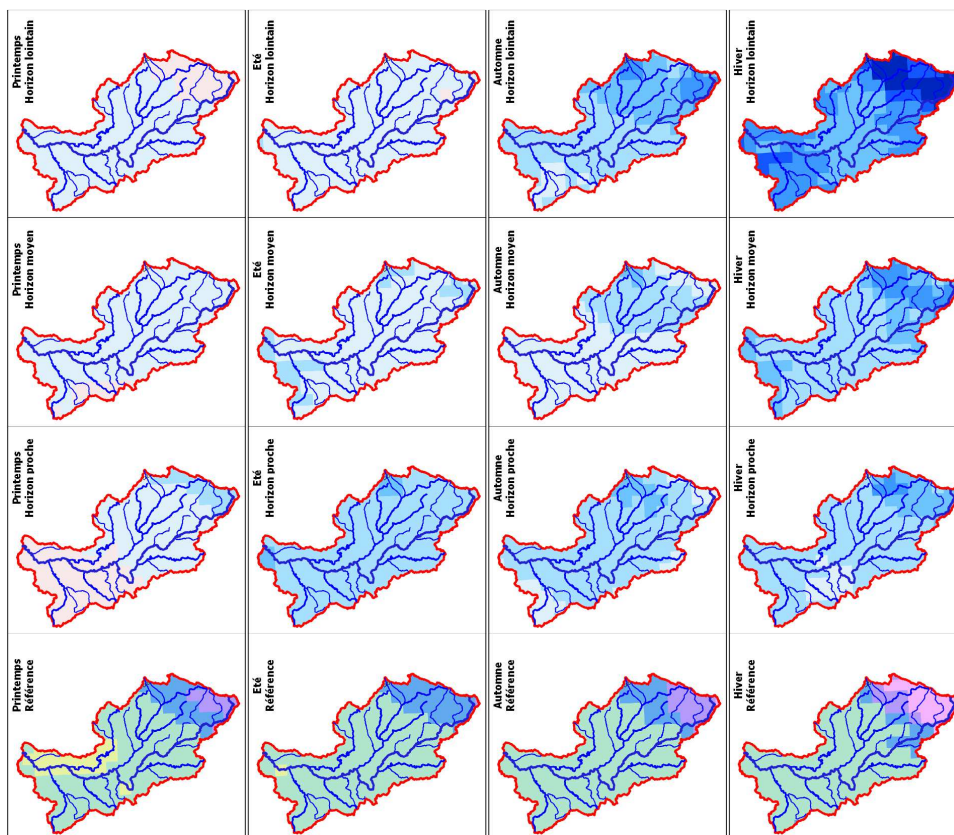 Printemps
Référence
Printemps
Horizon proche
Printemps
Horizon moyen
Printemps
Horizon lointain
Eté
Référence
Eté
Horizon proche
Eté
Horizon moyen
Eté
Horizon lointain
Automne
Référence
Automne
Horizon proche
Automne
Horizon moyen
Automne
Horizon lointain
Hiver
Référence
Hiver
Horizon proche
Hiver
Horizon moyen
Hiver
Horizon lointain